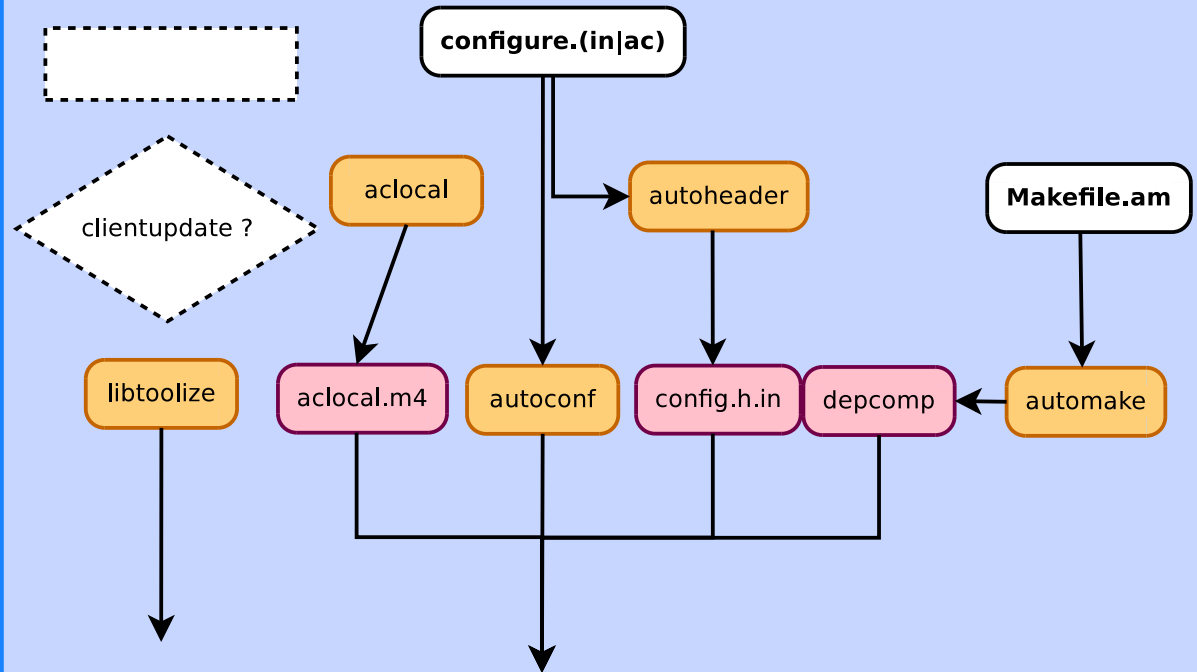 configure.(in|ac)
aclocal
autoheader
Makefile.am
clientupdate ?
libtoolize
aclocal.m4
autoconf
config.h.in
depcomp
automake